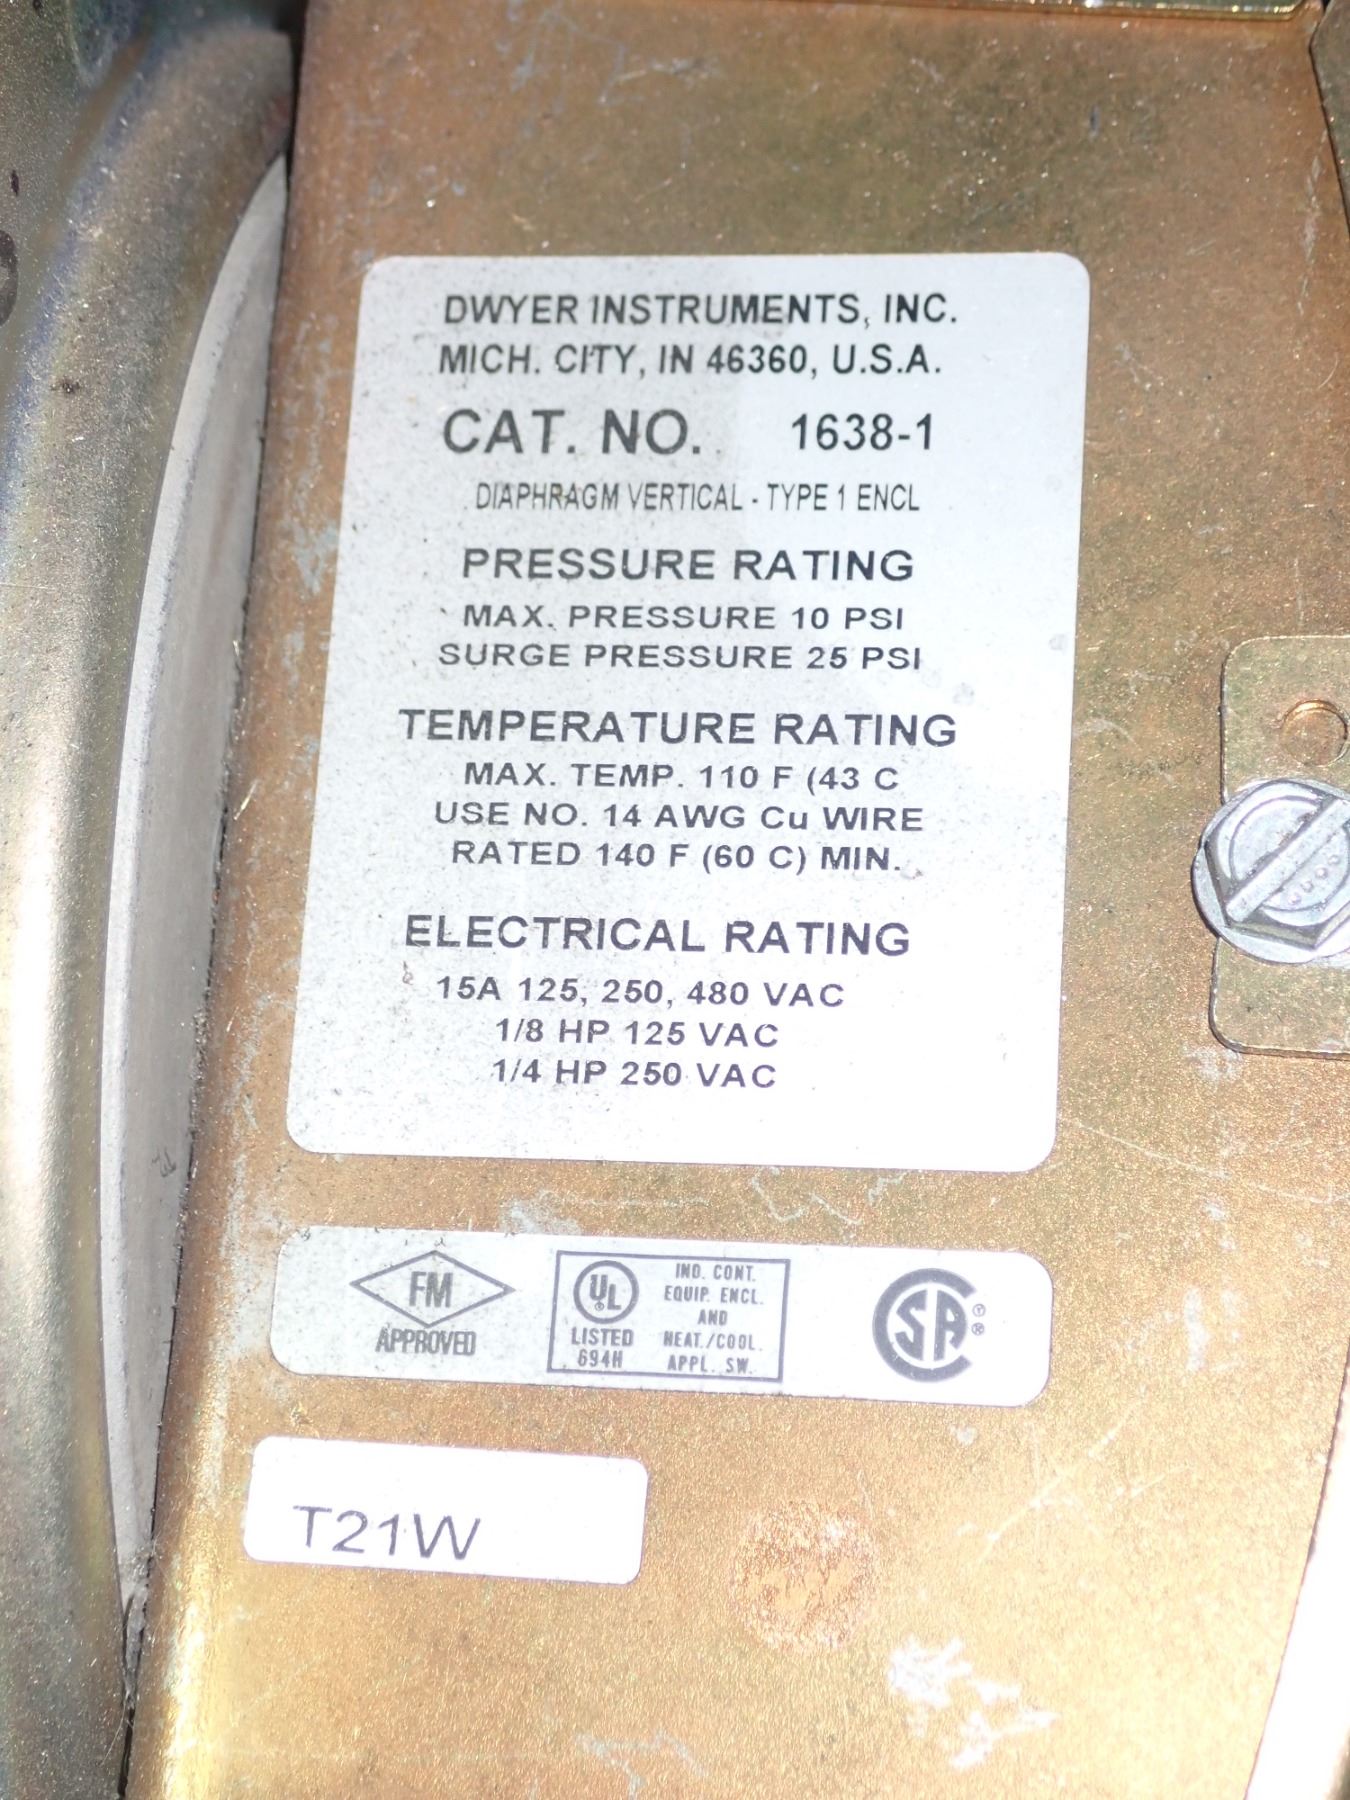 DWYER INSTRUMENTS, INC.
MICH. CITY, IN 46360, U.S.A.
CAT. NO. 1638-1
DIAPHRAGM VERTICAL - TYPE 1 ENCL
PRESSURE RATING
MAX. PRESSURE 10 PSI
SURGE PRESSURE 25 PSI
TEMPERATURE RATING
MAX. TEMP. 110 F (43 C
USE NO. 14 AWG Cu WIRE
RATED 140 F (60 C) MIN.
ELECTRICAL RATING
15A 125, 250, 480 VAC
1/8 HP 125 VAC
1/4 HP 250 VAC
FM
APPROVED
UL ®
LISTED
694H
IND. CONT.
EQUIP. ENCL.
AND
HEAT./COOL.
APPL. SW.
CSA ®
T21W